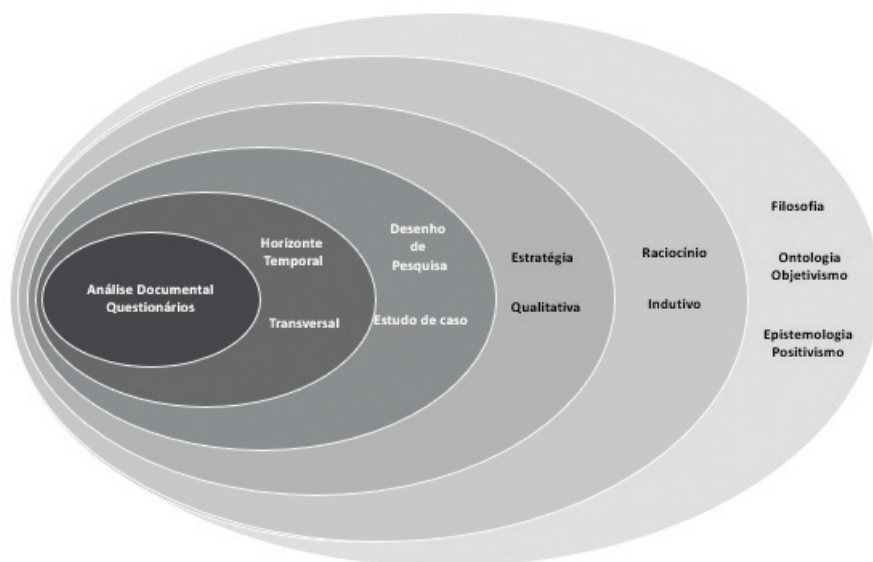 Análise Documental
Questionários
Horizonte
Temporal
Transversal
Desenho
de
Pesquisa
Estudo de caso
Estratégia
Qualitativa
Raciocínio
Indutivo
Filosofia
Ontologia
Objetivismo
Epistemologia
Positivismo